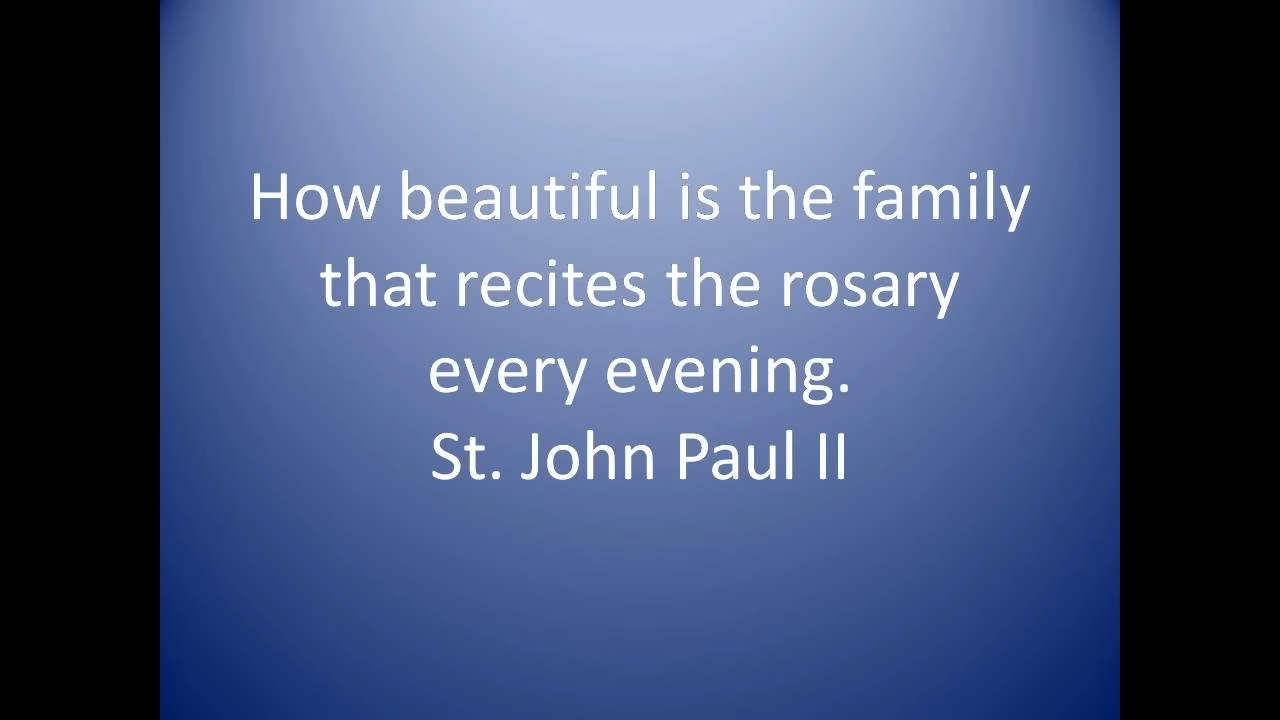 How beautiful is the family
that recites the rosary
every evening.
St. John Paul II